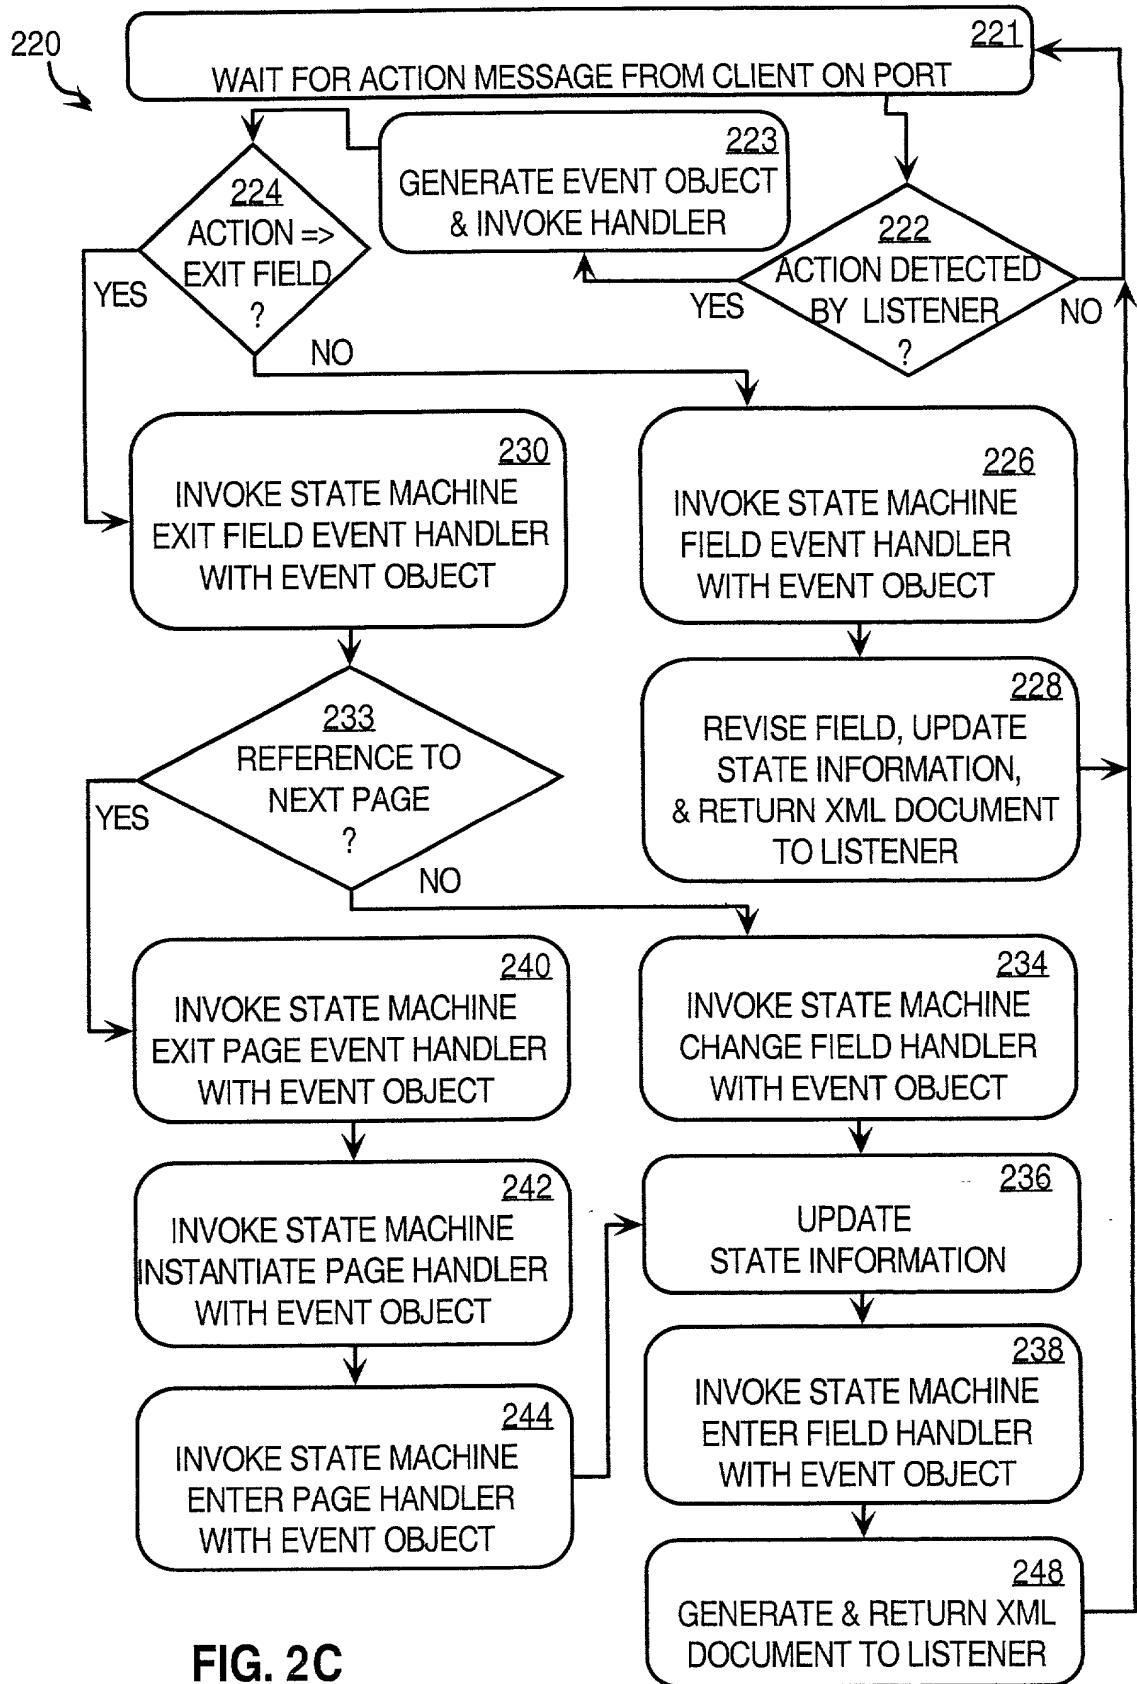 220
221
WAIT FOR ACTION MESSAGE FROM CLIENT ON PORT
223
GENERATE EVENT OBJECT
& INVOKE HANDLER
224
ACTION =>
EXIT FIELD
?
YES
NO
222
ACTION DETECTED
BY LISTENER
?
YES
NO
230
INVOKE STATE MACHINE
EXIT FIELD EVENT HANDLER
WITH EVENT OBJECT
226
INVOKE STATE MACHINE
FIELD EVENT HANDLER
WITH EVENT OBJECT
228
REVISE FIELD, UPDATE
STATE INFORMATION,
& RETURN XML DOCUMENT
TO LISTENER
233
REFERENCE TO
NEXT PAGE
?
YES
NO
240
INVOKE STATE MACHINE
EXIT PAGE EVENT HANDLER
WITH EVENT OBJECT
234
INVOKE STATE MACHINE
CHANGE FIELD HANDLER
WITH EVENT OBJECT
242
INVOKE STATE MACHINE
INSTANTIATE PAGE HANDLER
WITH EVENT OBJECT
236
UPDATE
STATE INFORMATION
244
INVOKE STATE MACHINE
ENTER PAGE HANDLER
WITH EVENT OBJECT
238
INVOKE STATE MACHINE
ENTER FIELD HANDLER
WITH EVENT OBJECT
248
GENERATE & RETURN XML
DOCUMENT TO LISTENER
FIG. 2C